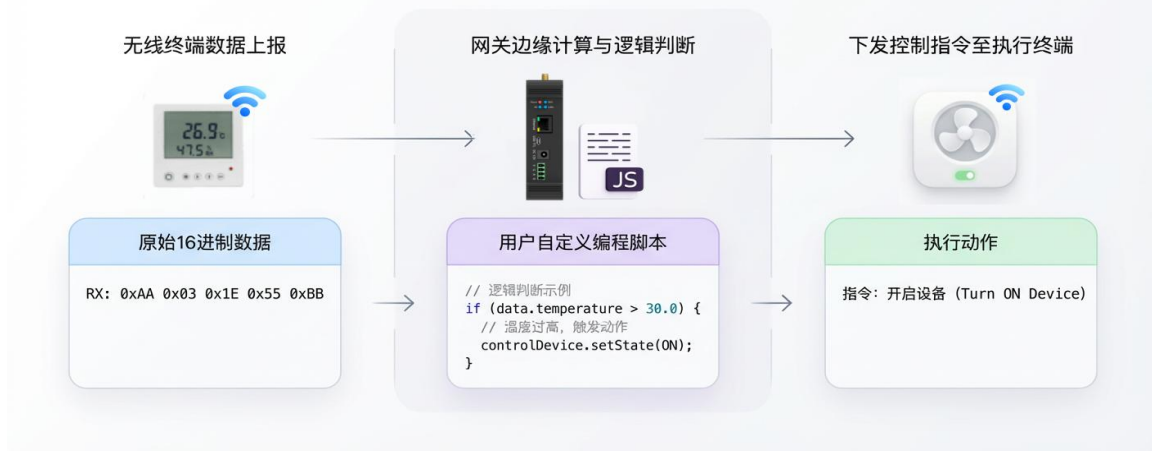 无线终端数据上报
网关边缘计算与逻辑判断
下发控制指令至执行终端
26.9
47.5
JS
原始16进制数据
RX: 0xAA 0x03 0x1E 0x55 0xBB
用户自定义编程脚本
// 逻辑判断示例
if (data.temperature > 30.0) {
// 温度过高，触发动作
controlDevice.setState(ON);
}
执行动作
指令：开启设备（Turn ON Device）